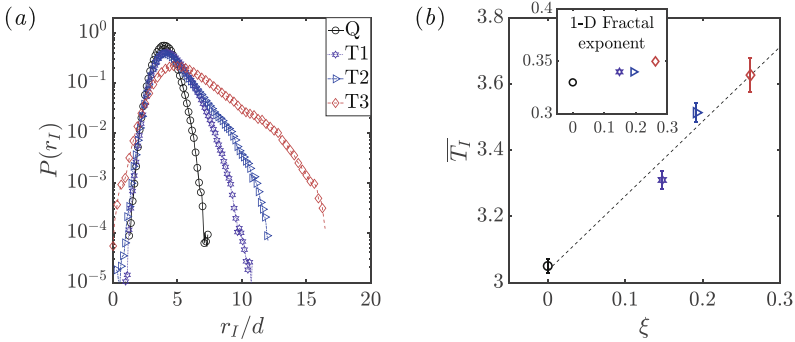 (a)
10^0
10^{-1}
10^{-2}
10^{-3}
10^{-4}
10^{-5}
P(r_I)
0 5 10 15 20
r_I/d
Q
T1
T2
T3
(b)
3.8
3.6
3.4
3.2
3
\overline{T_I}
0 0.1 0.2 0.3
ξ
0.4
0.35
0.3
1-D Fractal
exponent
0 0.1 0.2 0.3